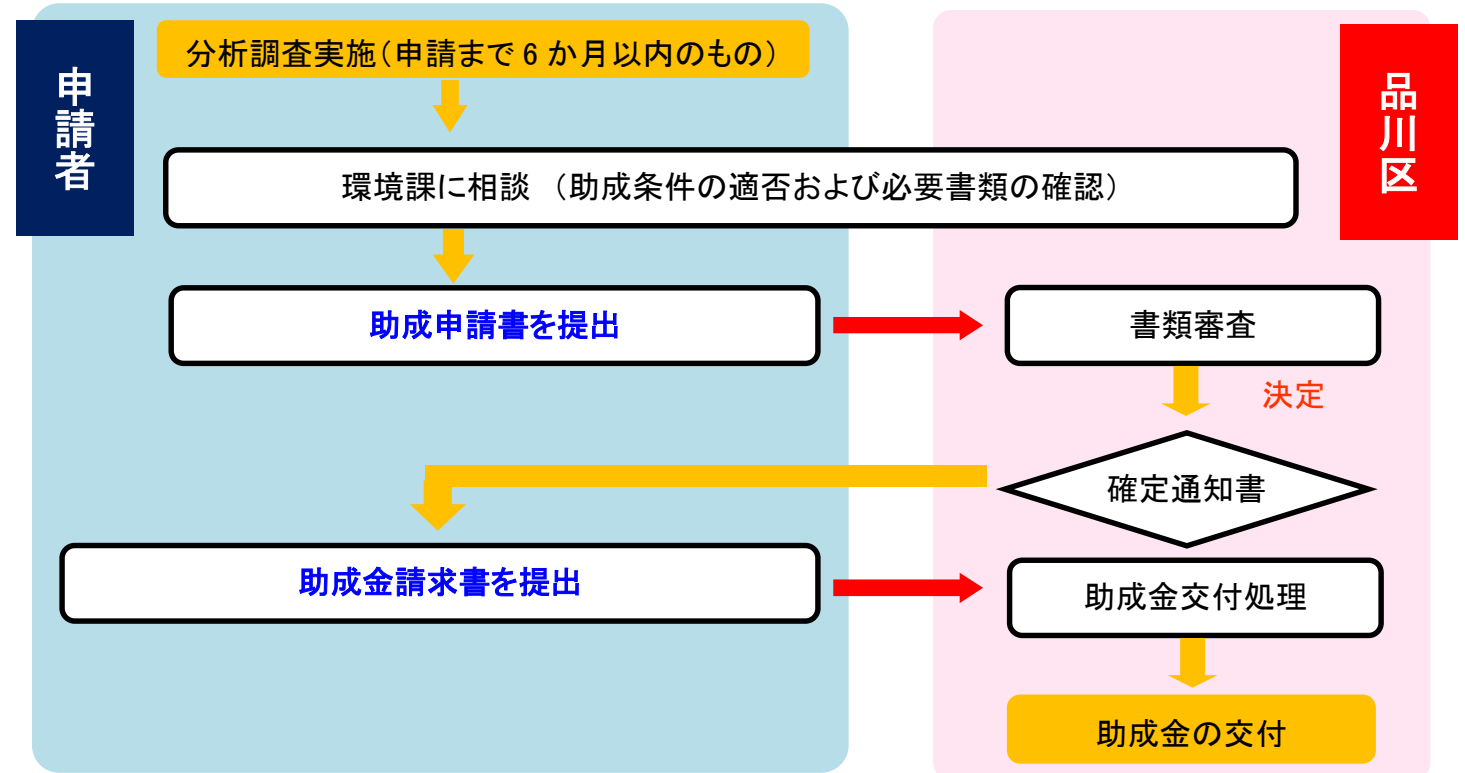 申請者
品川区
分析調査実施（申請まで6か月以内のもの）
環境課に相談　（助成条件の適否および必要書類の確認）
助成申請書を提出
書類審査
決定
確定通知書
助成金請求書を提出
助成金交付処理
助成金の交付